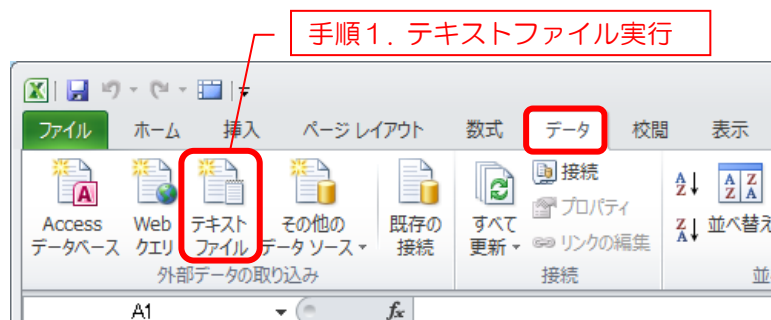 手順１．テキストファイル実行
ファイル ホーム 挿入 ページ レイアウト 数式 データ 校閲 表示
Access データベース
Web クエリ
テキスト ファイル
その他の データ ソース
既存の 接続
すべて 更新
接続
プロパティ
リンクの編集
並べ替え
外部データの取り込み 接続 並
A1 fx